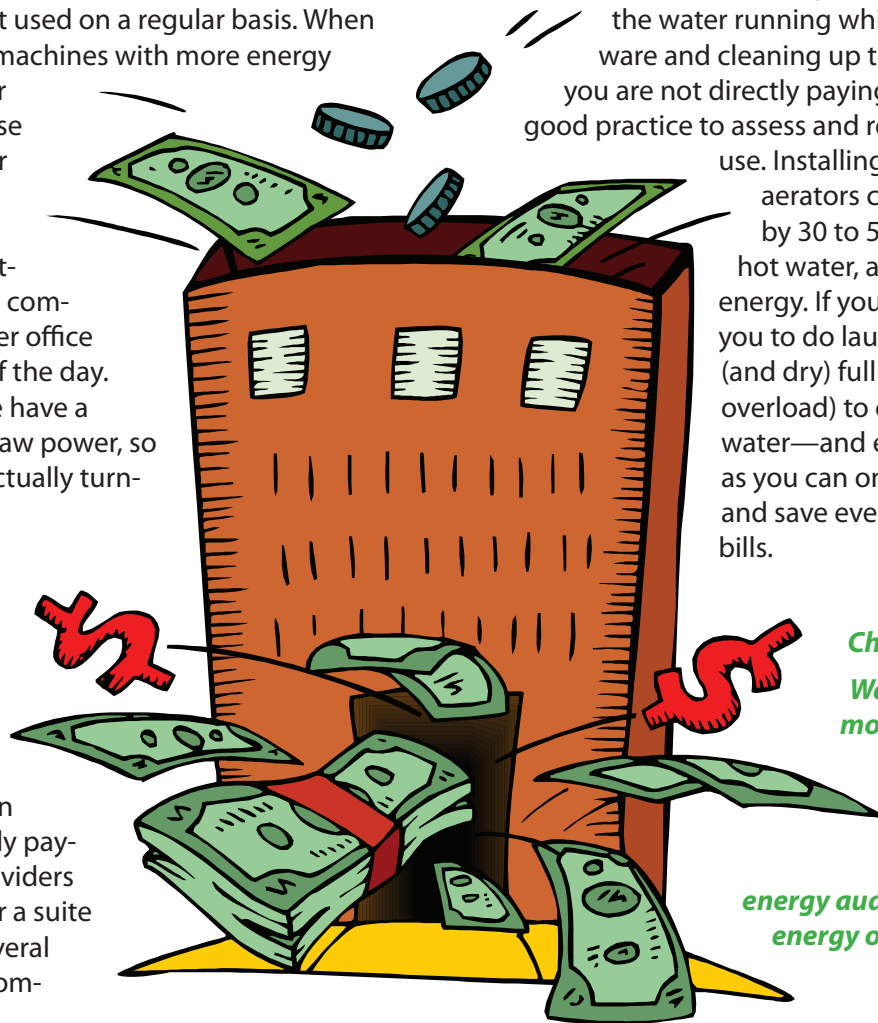 t used on a regular basis. When
machines with more energy
r
se
r
t-
com-
er office
f the day.
e have a
aw power, so
ctually turn-
n
ly pay-
viders
r a suite
veral
om-
the water running whi
ware and cleaning up t
you are not directly paying
good practice to assess and re
use. Installing
aerators c
by 30 to 5
hot water, a
energy. If you
you to do lau
(and dry) full
overload) to
water—and e
as you can or
and save eve
bills.
Ch
Wa
mo
energy aud
energy o
$
$